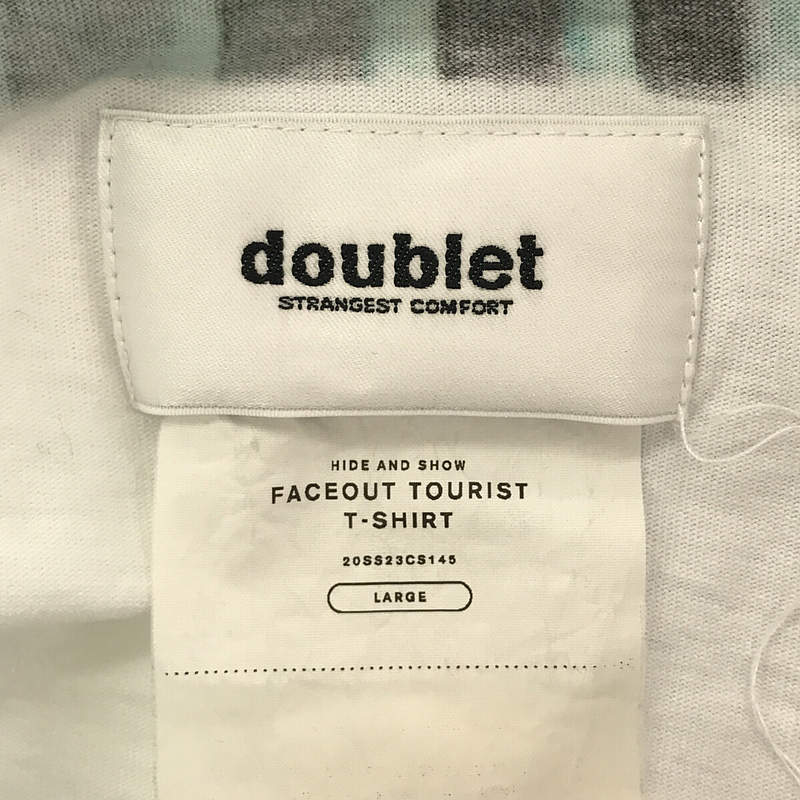 doublet
STRANGEST COMFORT
HIDE AND SHOW
FACEOUT TOURIST
T-SHIRT
20SS23CS145
LARGE